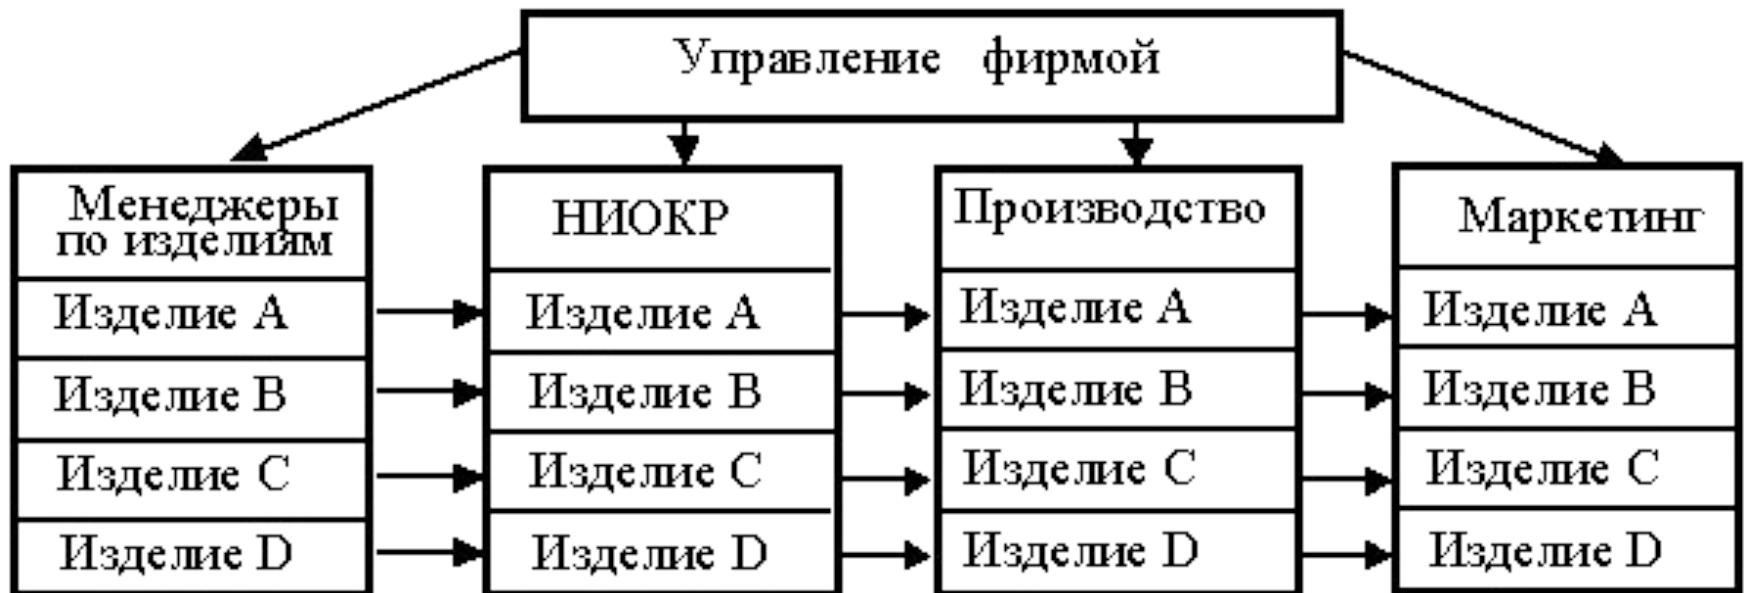 Управление фирмой
Менеджеры
по изделиям
НИОКР
Производство
Маркетинг
Изделие A
Изделие A
Изделие A
Изделие A
Изделие B
Изделие B
Изделие B
Изделие B
Изделие C
Изделие C
Изделие C
Изделие C
Изделие D
Изделие D
Изделие D
Изделие D